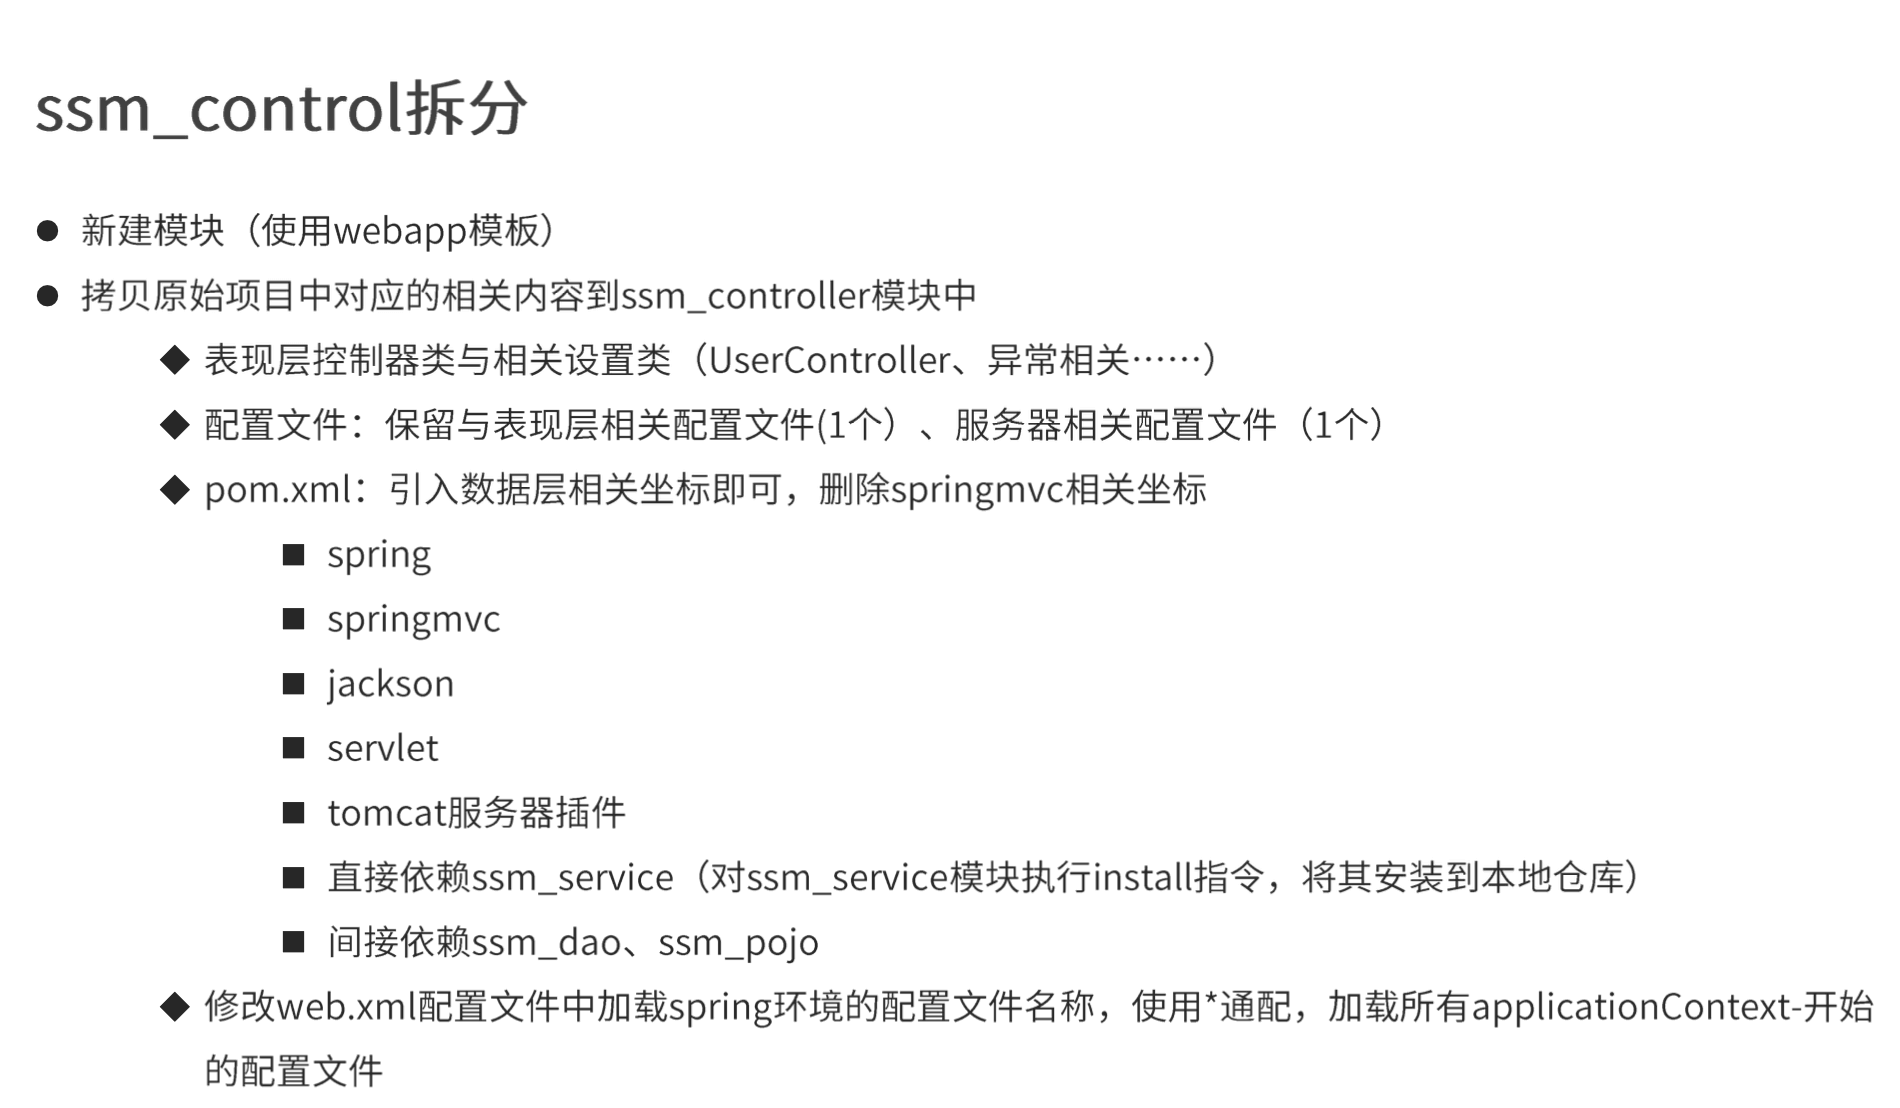 ssm_control拆分
● 新建模块（使用webapp模板）
● 拷贝原始项目中对应的相关内容到ssm_controller模块中
◆ 表现层控制器类与相关设置类（UserController、异常相关……）
◆ 配置文件：保留与表现层相关配置文件(1个）、服务器相关配置文件（1个）
◆ pom.xml：引入数据层相关坐标即可，删除springmvc相关坐标
■ spring
■ springmvc
■ jackson
■ servlet
■ tomcat服务器插件
■ 直接依赖ssm_service（对ssm_service模块执行install指令，将其安装到本地仓库）
■ 间接依赖ssm_dao、ssm_pojo
◆ 修改web.xml配置文件中加载spring环境的配置文件名称，使用*通配，加载所有applicationContext-开始
的配置文件